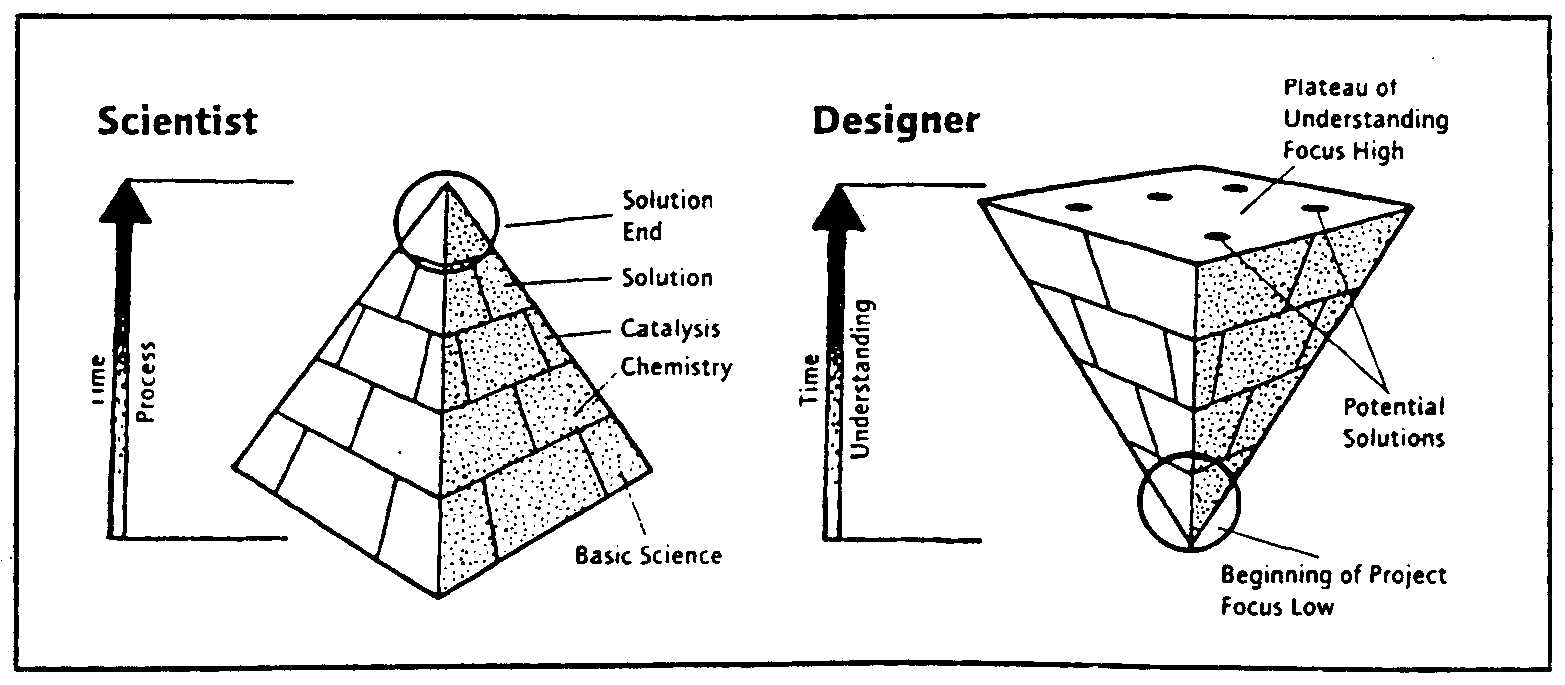 Scientist
Time
Process
Solution
End
Solution
Catalysis
Chemistry
Basic Science
Designer
Time
Understanding
Plateau of
Understanding
Focus High
Potential
Solutions
Beginning of Project
Focus Low